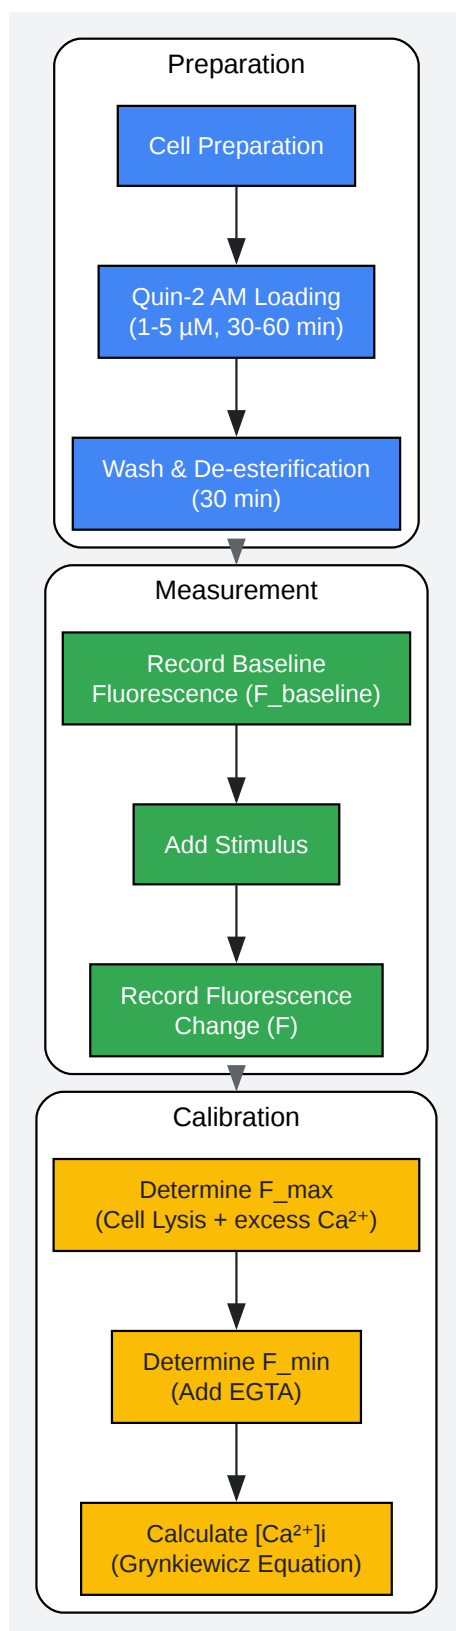 Preparation
Cell Preparation
Quin-2 AM Loading
(1-5 µM, 30-60 min)
Wash & De-esterification
(30 min)
Measurement
Record Baseline
Fluorescence (F_baseline)
Add Stimulus
Record Fluorescence
Change (F)
Calibration
Determine F_max
(Cell Lysis + excess Ca²⁺)
Determine F_min
(Add EGTA)
Calculate [Ca²⁺]i
(Grynkiewicz Equation)